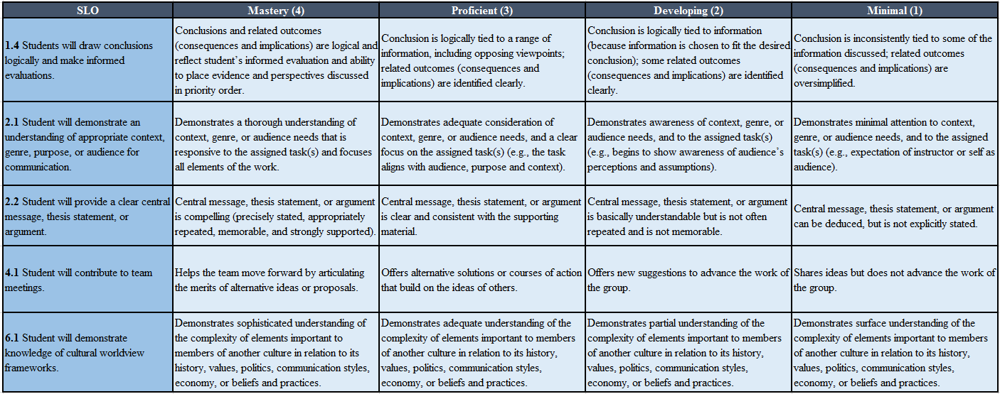 SLO
Mastery (4)
Proficient (3)
Developing (2)
Minimal (1)
1.4 Students will draw conclusions
logically and make informed
evaluations.
Conclusions and related outcomes
(consequences and implications) are logical and
reflect student’s informed evaluation and ability
to place evidence and perspectives discussed
in priority order.
Conclusion is logically tied to a range of
information, including opposing viewpoints;
related outcomes (consequences and
implications) are identified clearly.
Conclusion is logically tied to information
(because information is chosen to fit the desired
conclusion); some related outcomes
(consequences and implications) are identified
clearly.
Conclusion is inconsistently tied to some of the
information discussed; related outcomes
(consequences and implications) are
oversimplified.
2.1 Student will demonstrate an
understanding of appropriate context,
genre, purpose, or audience for
communication.
Demonstrates a thorough understanding of
context, genre, or audience needs that is
responsive to the assigned task(s) and focuses
all elements of the work.
Demonstrates adequate consideration of
context, genre, or audience needs, and a clear
focus on the assigned task(s) (e.g., the task
aligns with audience, purpose and context).
Demonstrates awareness of context, genre, or
audience needs, and to the assigned task(s)
(e.g., begins to show awareness of audience’s
perceptions and assumptions).
Demonstrates minimal attention to context,
genre, or audience needs, and to the assigned
task(s) (e.g., expectation of instructor or self as
audience).
2.2 Student will provide a clear central
message, thesis statement, or
argument.
Central message, thesis statement, or argument
is compelling (precisely stated, appropriately
repeated, memorable, and strongly supported).
Central message, thesis statement, or argument
is clear and consistent with the supporting
material.
Central message, thesis statement, or argument
is basically understandable but is not often
repeated and is not memorable.
Central message, thesis statement, or argument
can be deduced, but is not explicitly stated.
4.1 Student will contribute to team
meetings.
Helps the team move forward by articulating
the merits of alternative ideas or proposals.
Offers alternative solutions or courses of action
that build on the ideas of others.
Offers new suggestions to advance the work of
the group.
Shares ideas but does not advance the work of
the group.
6.1 Student will demonstrate
knowledge of cultural worldview
frameworks.
Demonstrates sophisticated understanding of
the complexity of elements important to
members of another culture in relation to its
history, values, politics, communication styles,
economy, or beliefs and practices.
Demonstrates adequate understanding of the
complexity of elements important to members
of another culture in relation to its history,
values, politics, communication styles,
economy, or beliefs and practices.
Demonstrates partial understanding of the
complexity of elements important to members
of another culture in relation to its history,
values, politics, communication styles,
economy, or beliefs and practices.
Demonstrates surface understanding of the
complexity of elements important to members
of another culture in relation to its history,
values, politics, communication styles,
economy, or beliefs and practices.